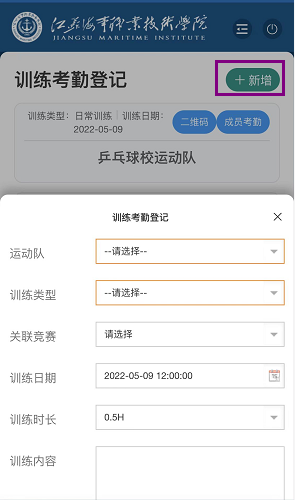 江苏海事职业技术学院
JIANGSU MARITIME INSTITUTE
训练考勤登记
+ 新增
训练类型：日常训练 训练日期：
2022-05-09
二维码
成员考勤
乒乓球校运动队
训练考勤登记 ×
运动队 --请选择--
训练类型 --请选择--
关联竞赛 请选择
训练日期 2022-05-09 12:00:00
训练时长 0.5H
训练内容